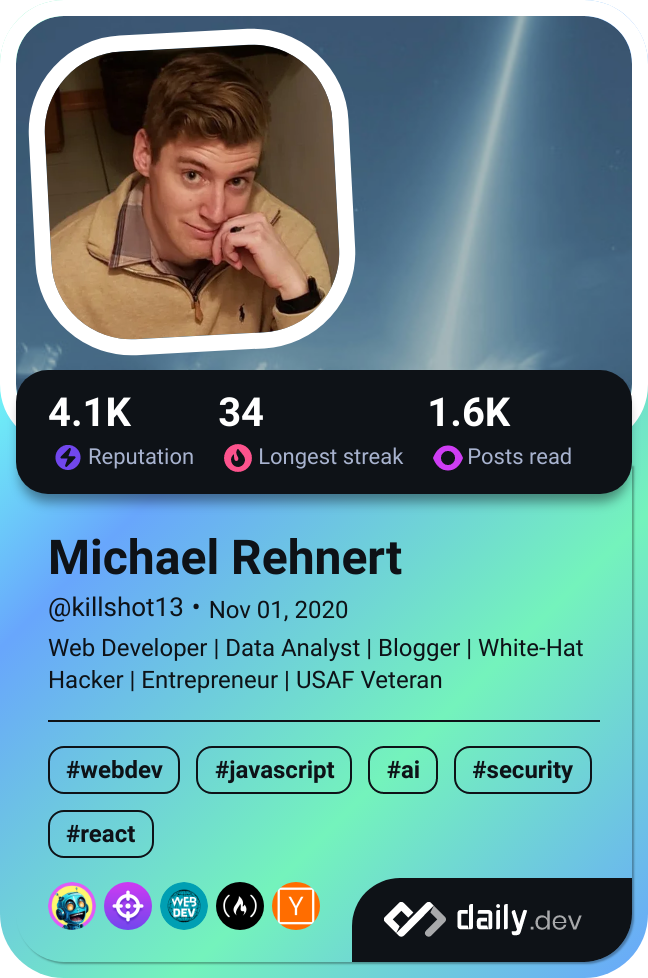 4.1K 34 1.6K
Reputation Longest streak Posts read
Michael Rehnert
@killshot13 • Nov 01, 2020
Web Developer | Data Analyst | Blogger | White-Hat
Hacker | Entrepreneur | USAF Veteran
#webdev #javascript #ai #security
#react
WEB
DEV
Y
daily.dev